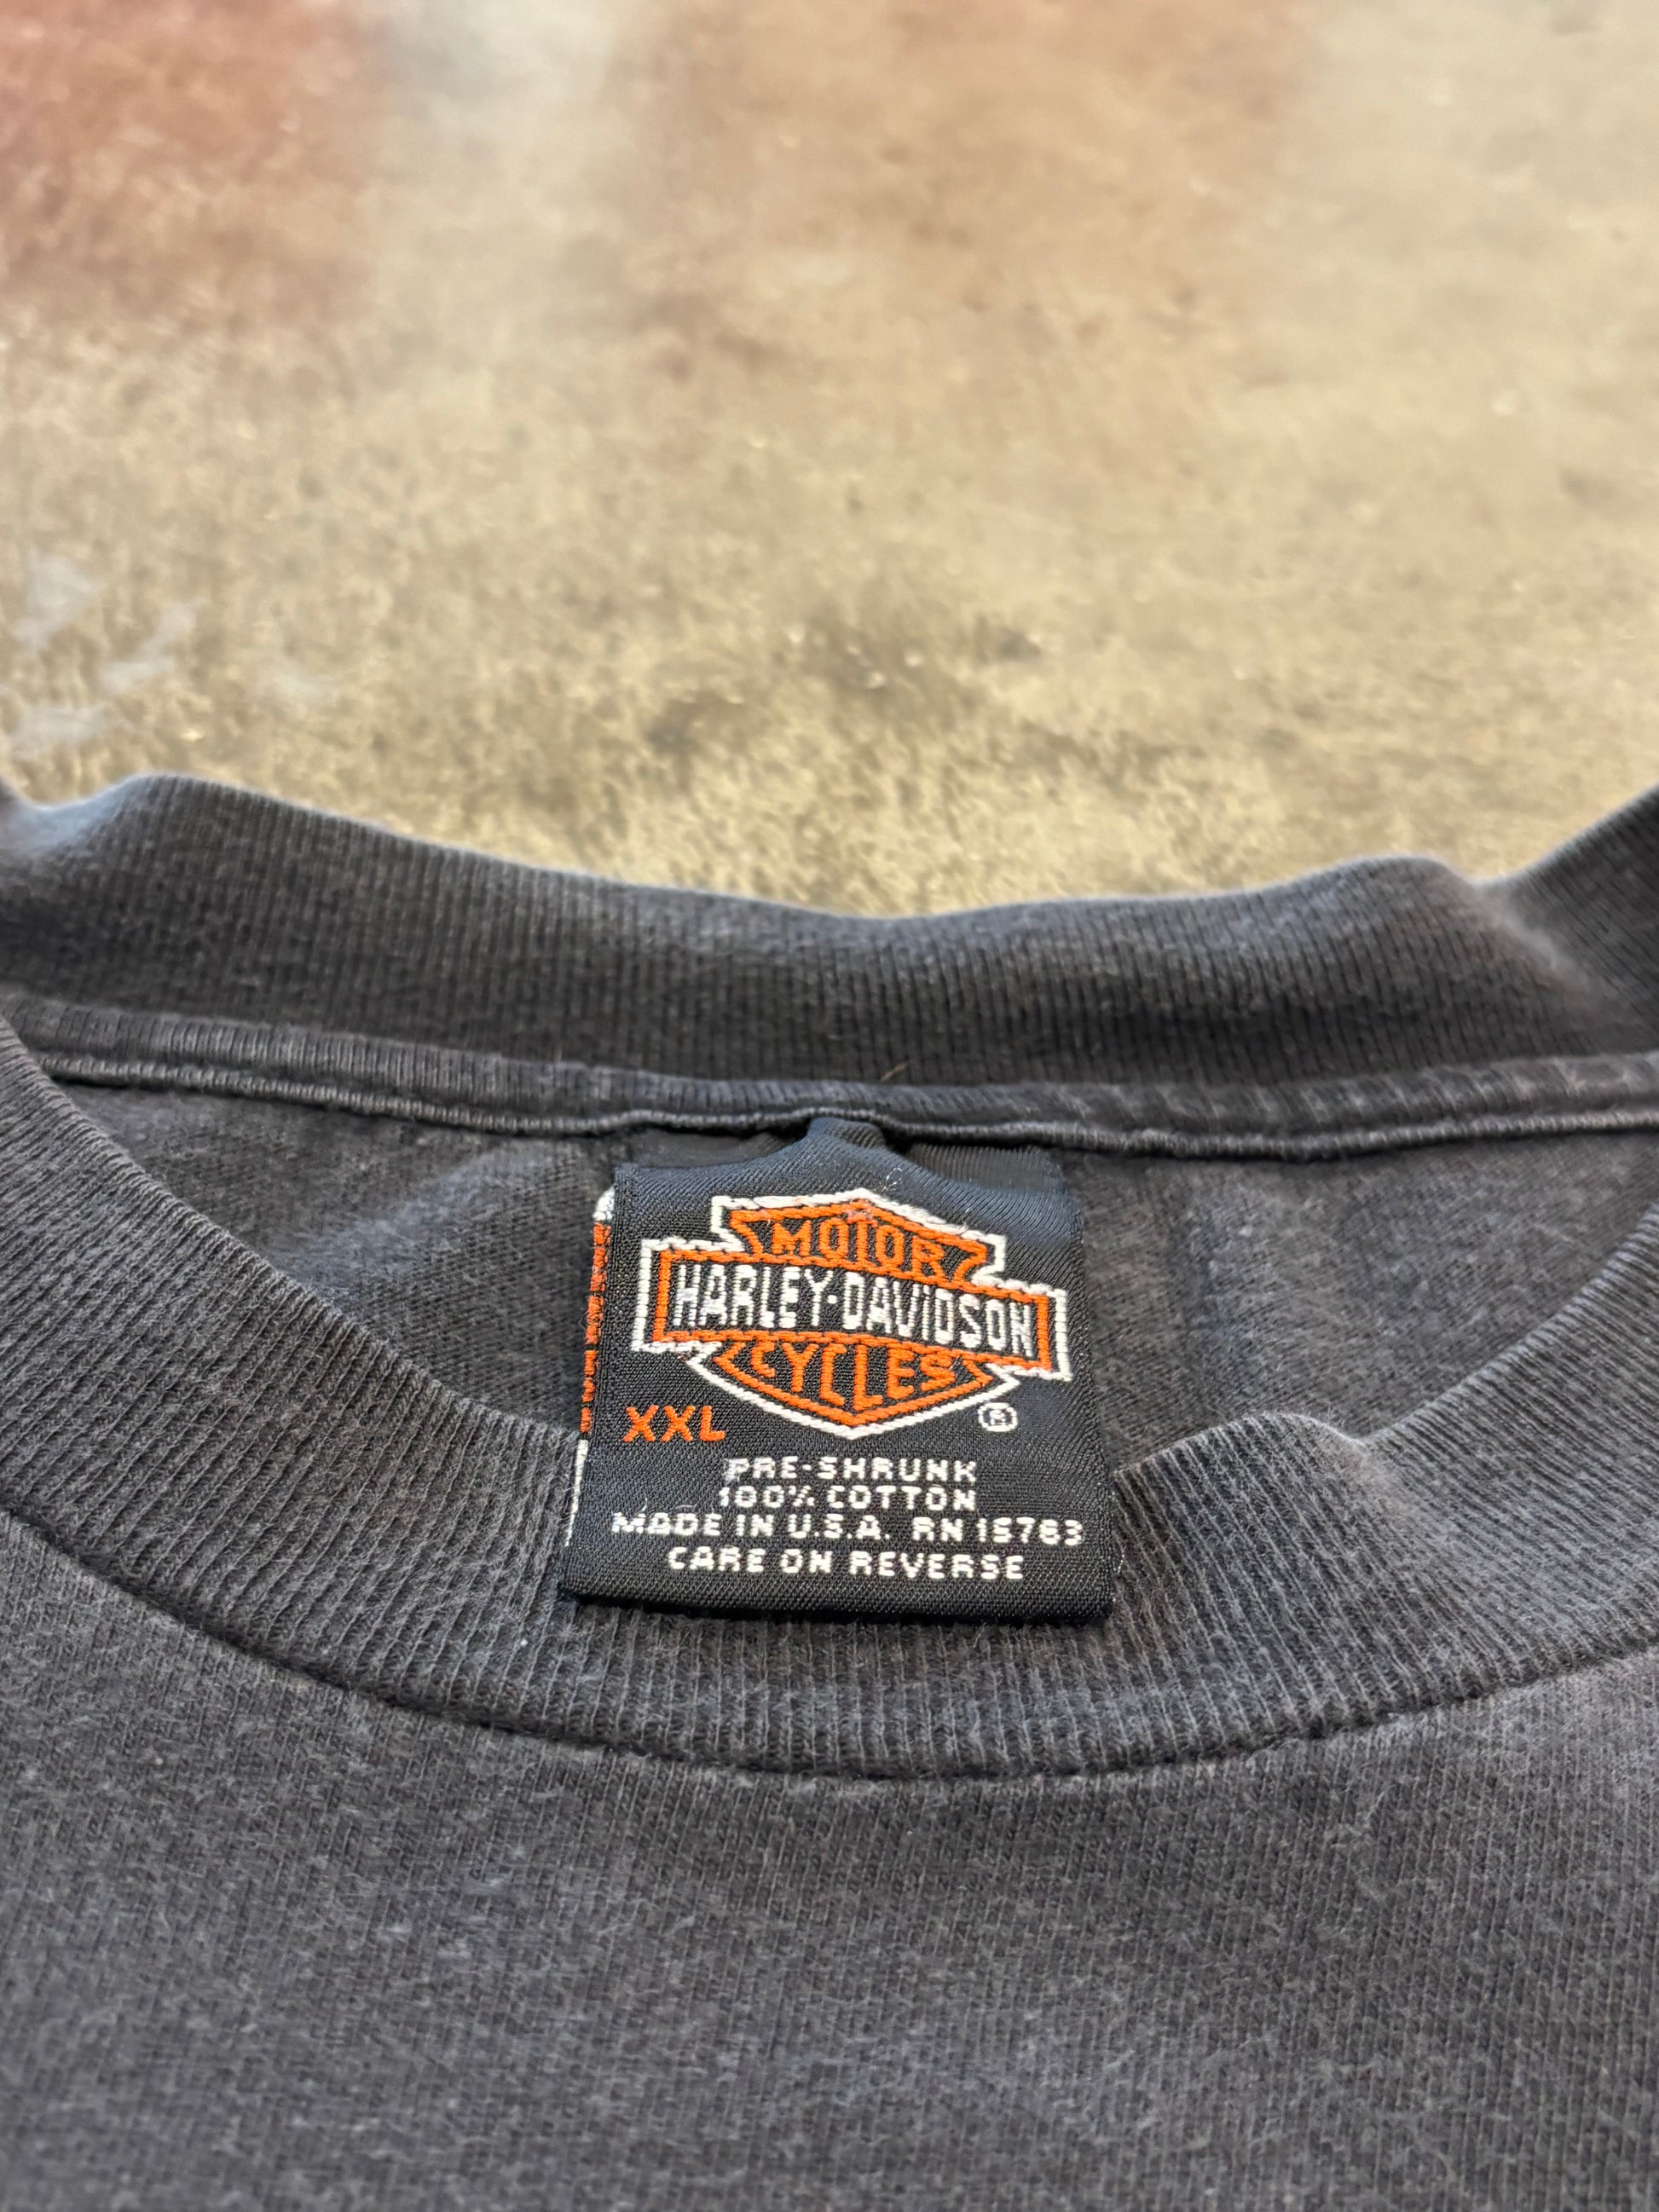 MOTOR
HARLEY-DAVIDSON
CYCLES
XXL ®
PRE-SHRUNK
100% COTTON
MADE IN U.S.A. RN 15763
CARE ON REVERSE